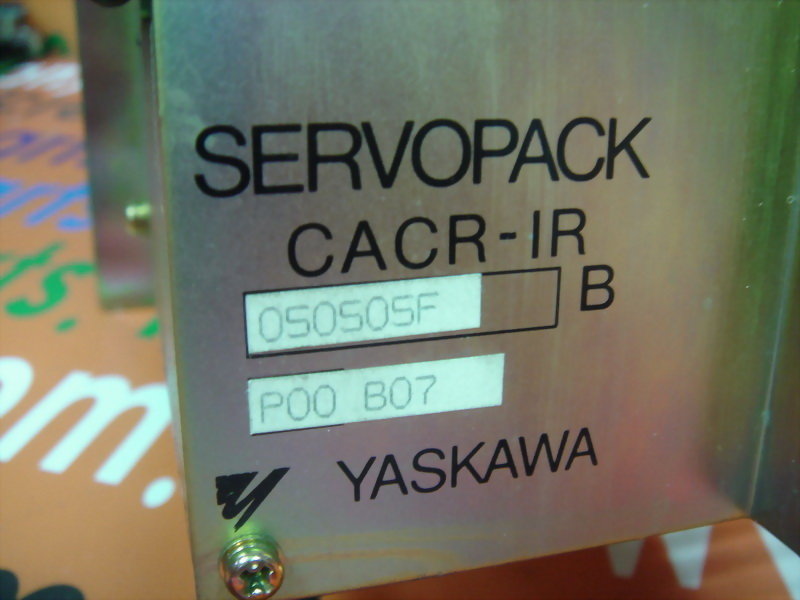 SERVOPACK
CACR-IR
050505F B
P00 B07
YASKAWA